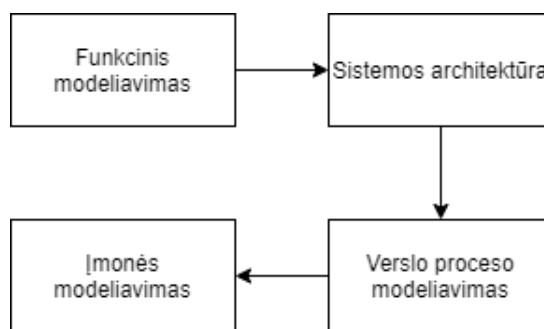 Funkcinis
modeliavimas
Sistemos architektūra
Įmonės
modeliavimas
Verslo proceso
modeliavimas